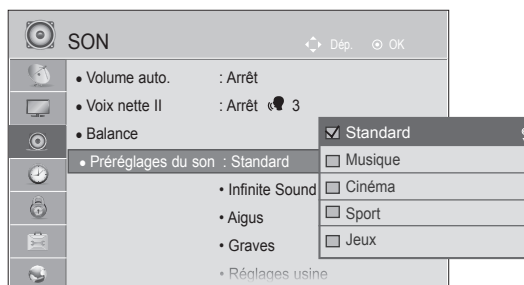 SON
Dép. OK
• Volume auto. : Arrêt
• Voix nette II : Arrêt 3
• Balance
• Préréglages du son : Standard
• Infinite Sound
• Aigus
• Graves
• Réglages usine
Standard
Musique
Cinéma
Sport
Jeux